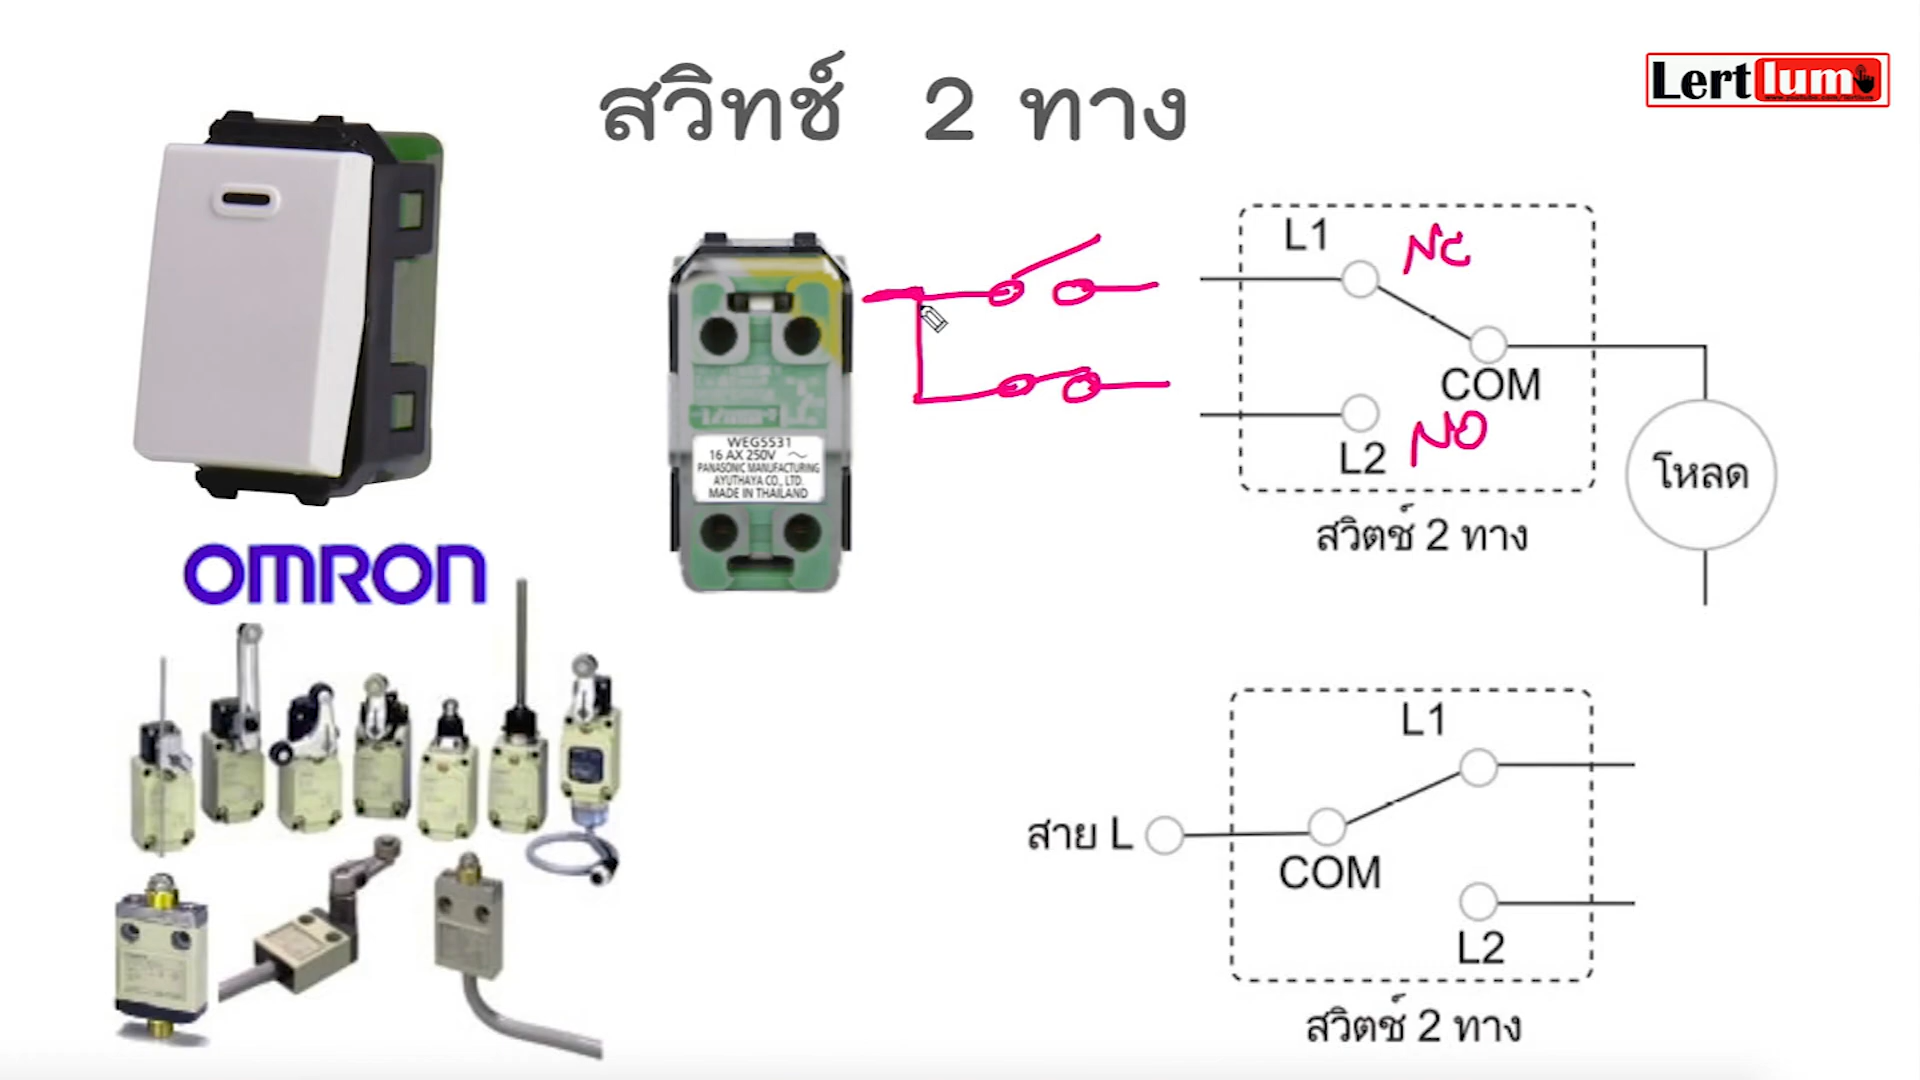 สวิทช์ 2 ทาง
Lertlum
L1
NC
COM
L2
NO
โหลด
สวิตซ์ 2 ทาง
WEG5531
16 AX 250V ～
PANASONIC MANUFACTURING
AYUTHAYA CO., LTD.
MADE IN THAILAND
OMRON
L1
สาย L
COM
L2
สวิตซ์ 2 ทาง